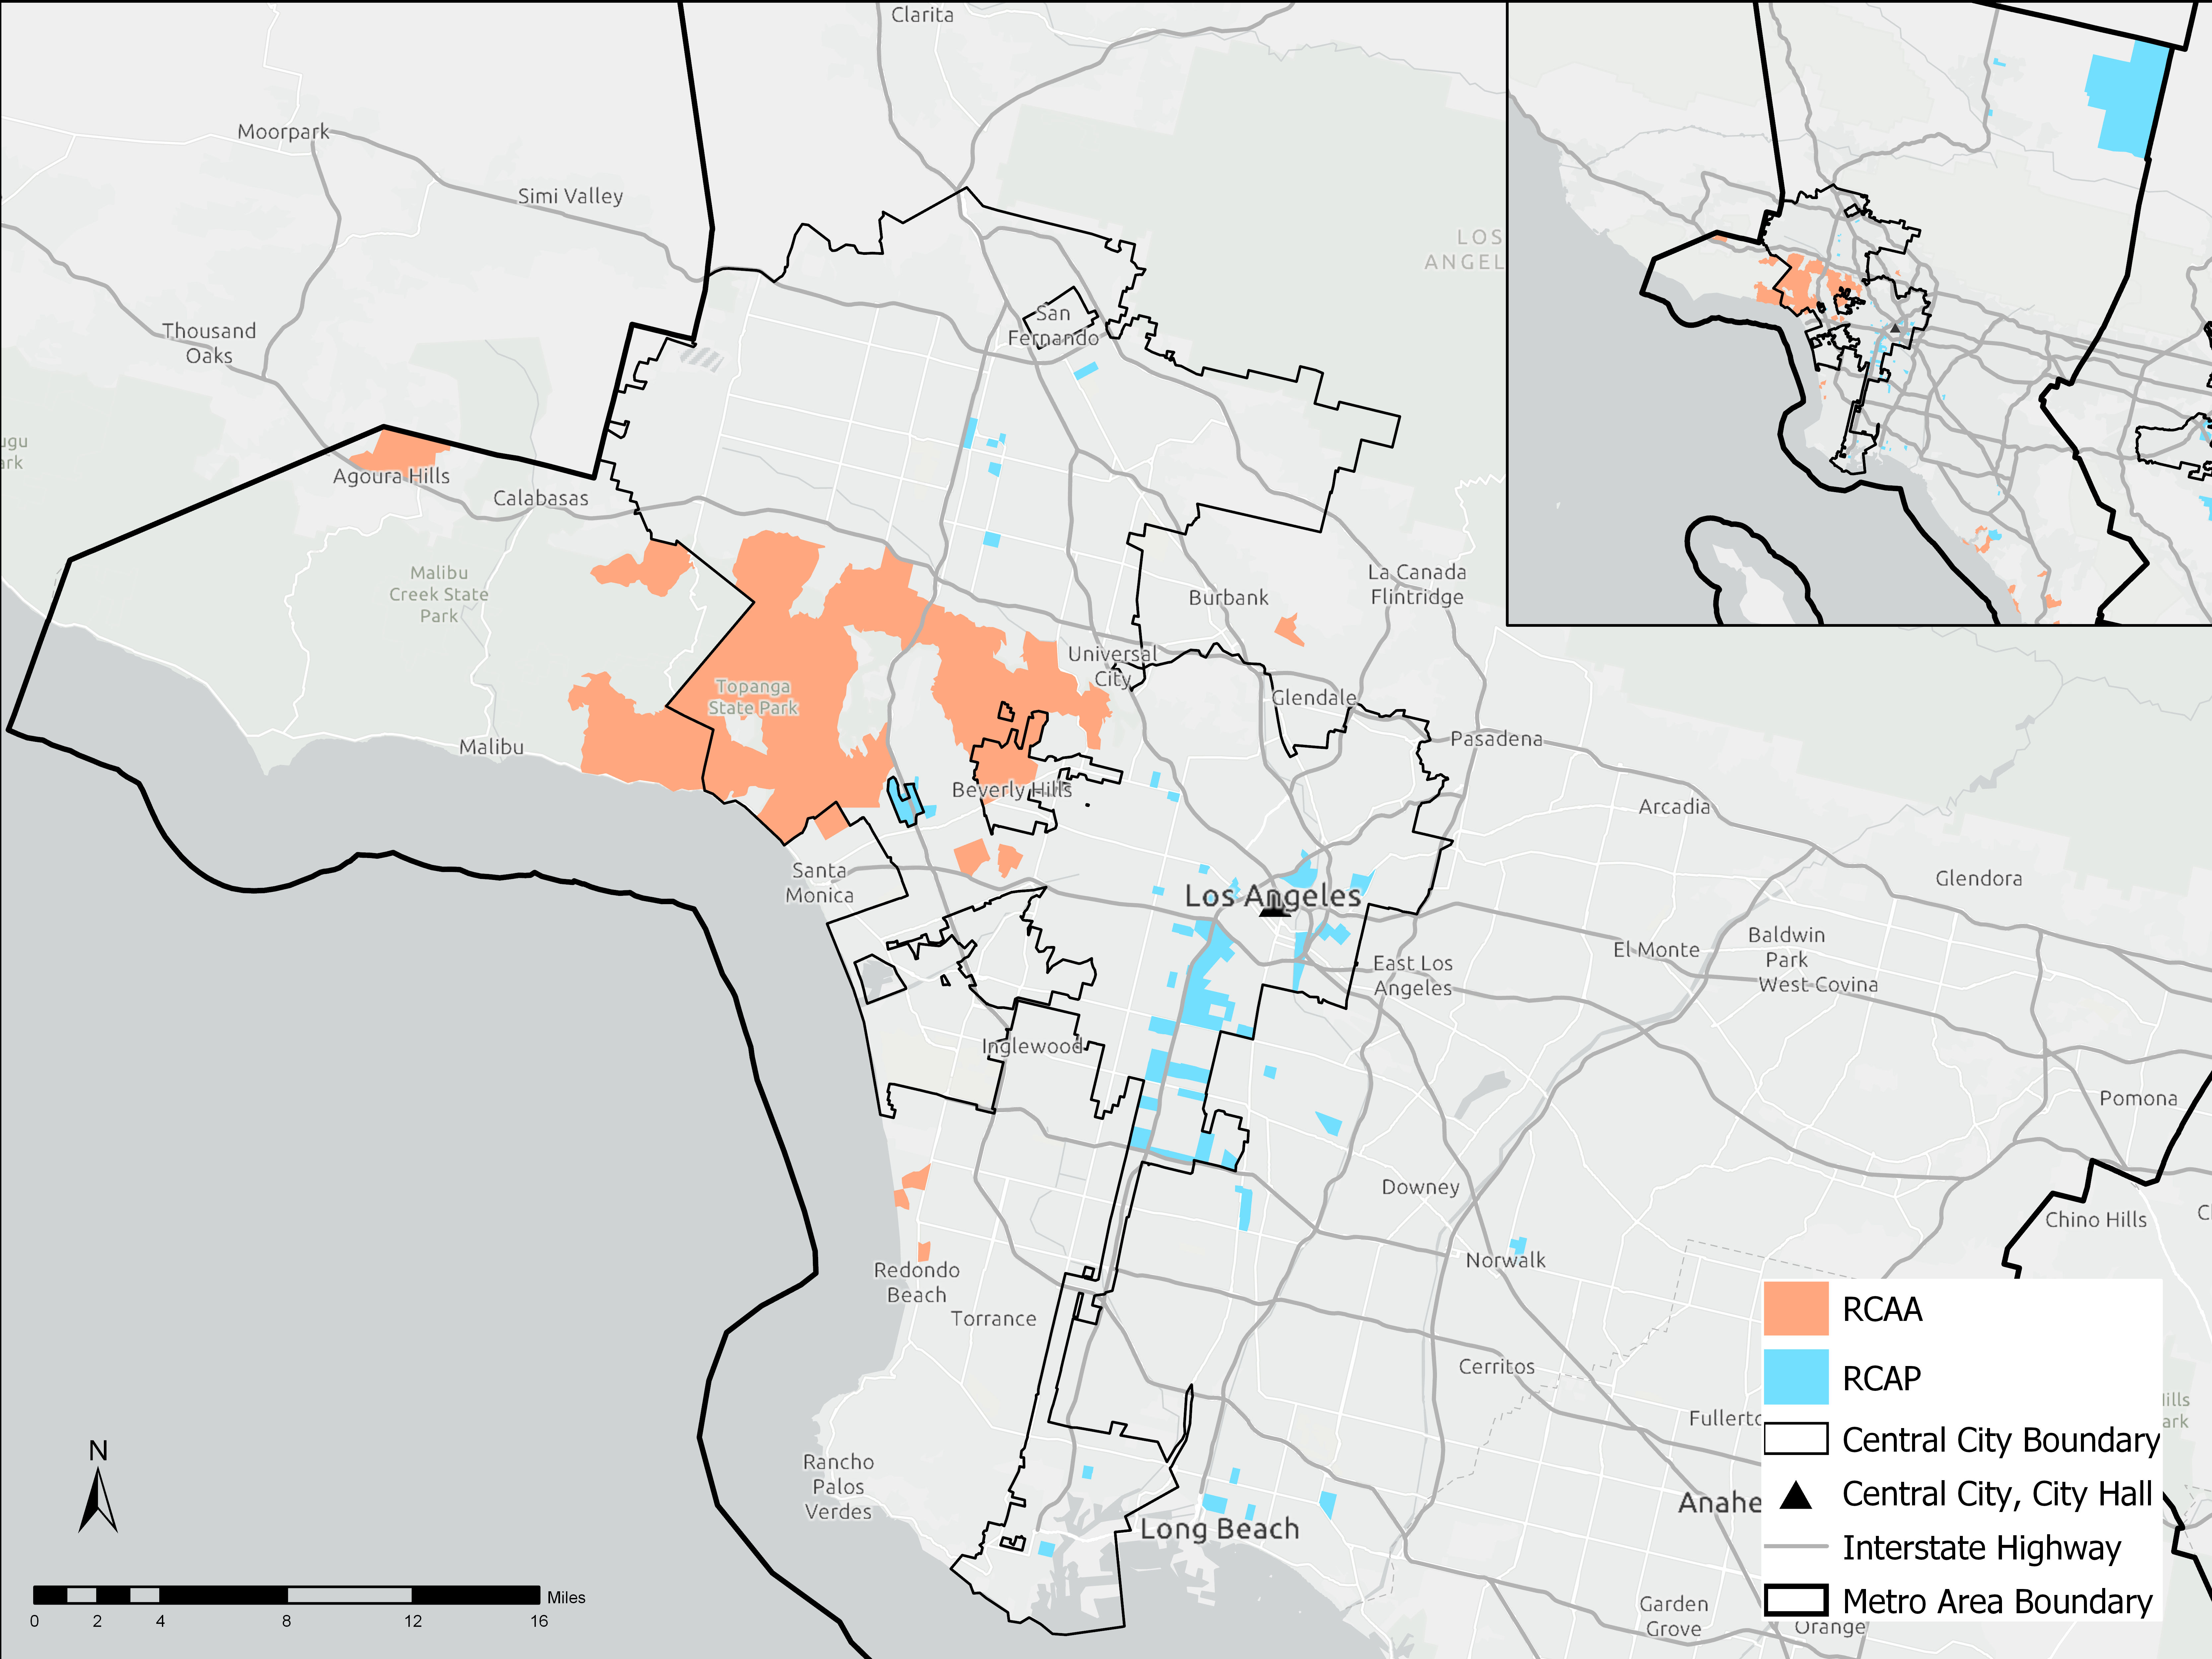 Clarita
Moorpark
Simi Valley
San
Fernando
LOS
ANGEL
Thousand
Oaks
ugu
ark
Agoura Hills
Calabasas
Malibu
Creek State
Park
Burbank
La Canada
Flintridge
Universal
City
Topanga
State Park
Glendale
Malibu
Pasadena
Beverly Hills
Arcadia
Santa
Monica
Los Angeles
Glendora
El Monte
Baldwin
Park
West Covina
East Los
Angeles
Inglewood
Pomona
Downey
Chino Hills
C
Norwalk
Redondo
Beach
Torrance
Cerritos
Fullerto
Rancho
Palos
Verdes
Anahe
Long Beach
Garden
Grove
Orange
ills
ark
RCAA
RCAP
Central City Boundary
Central City, City Hall
Interstate Highway
Metro Area Boundary
N
Miles
0 2 4 8 12 16